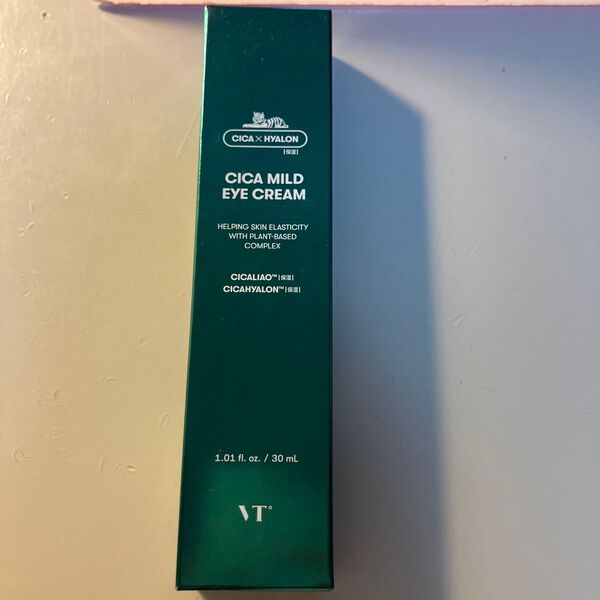 CICA × HYALON
[保湿]
CICA MILD
EYE CREAM
HELPING SKIN ELASTICITY
WITH PLANT-BASED
COMPLEX
CICALIAO™ [保湿]
CICAHYALON™ [保湿]
1.01 fl. oz. / 30 mL
VT°